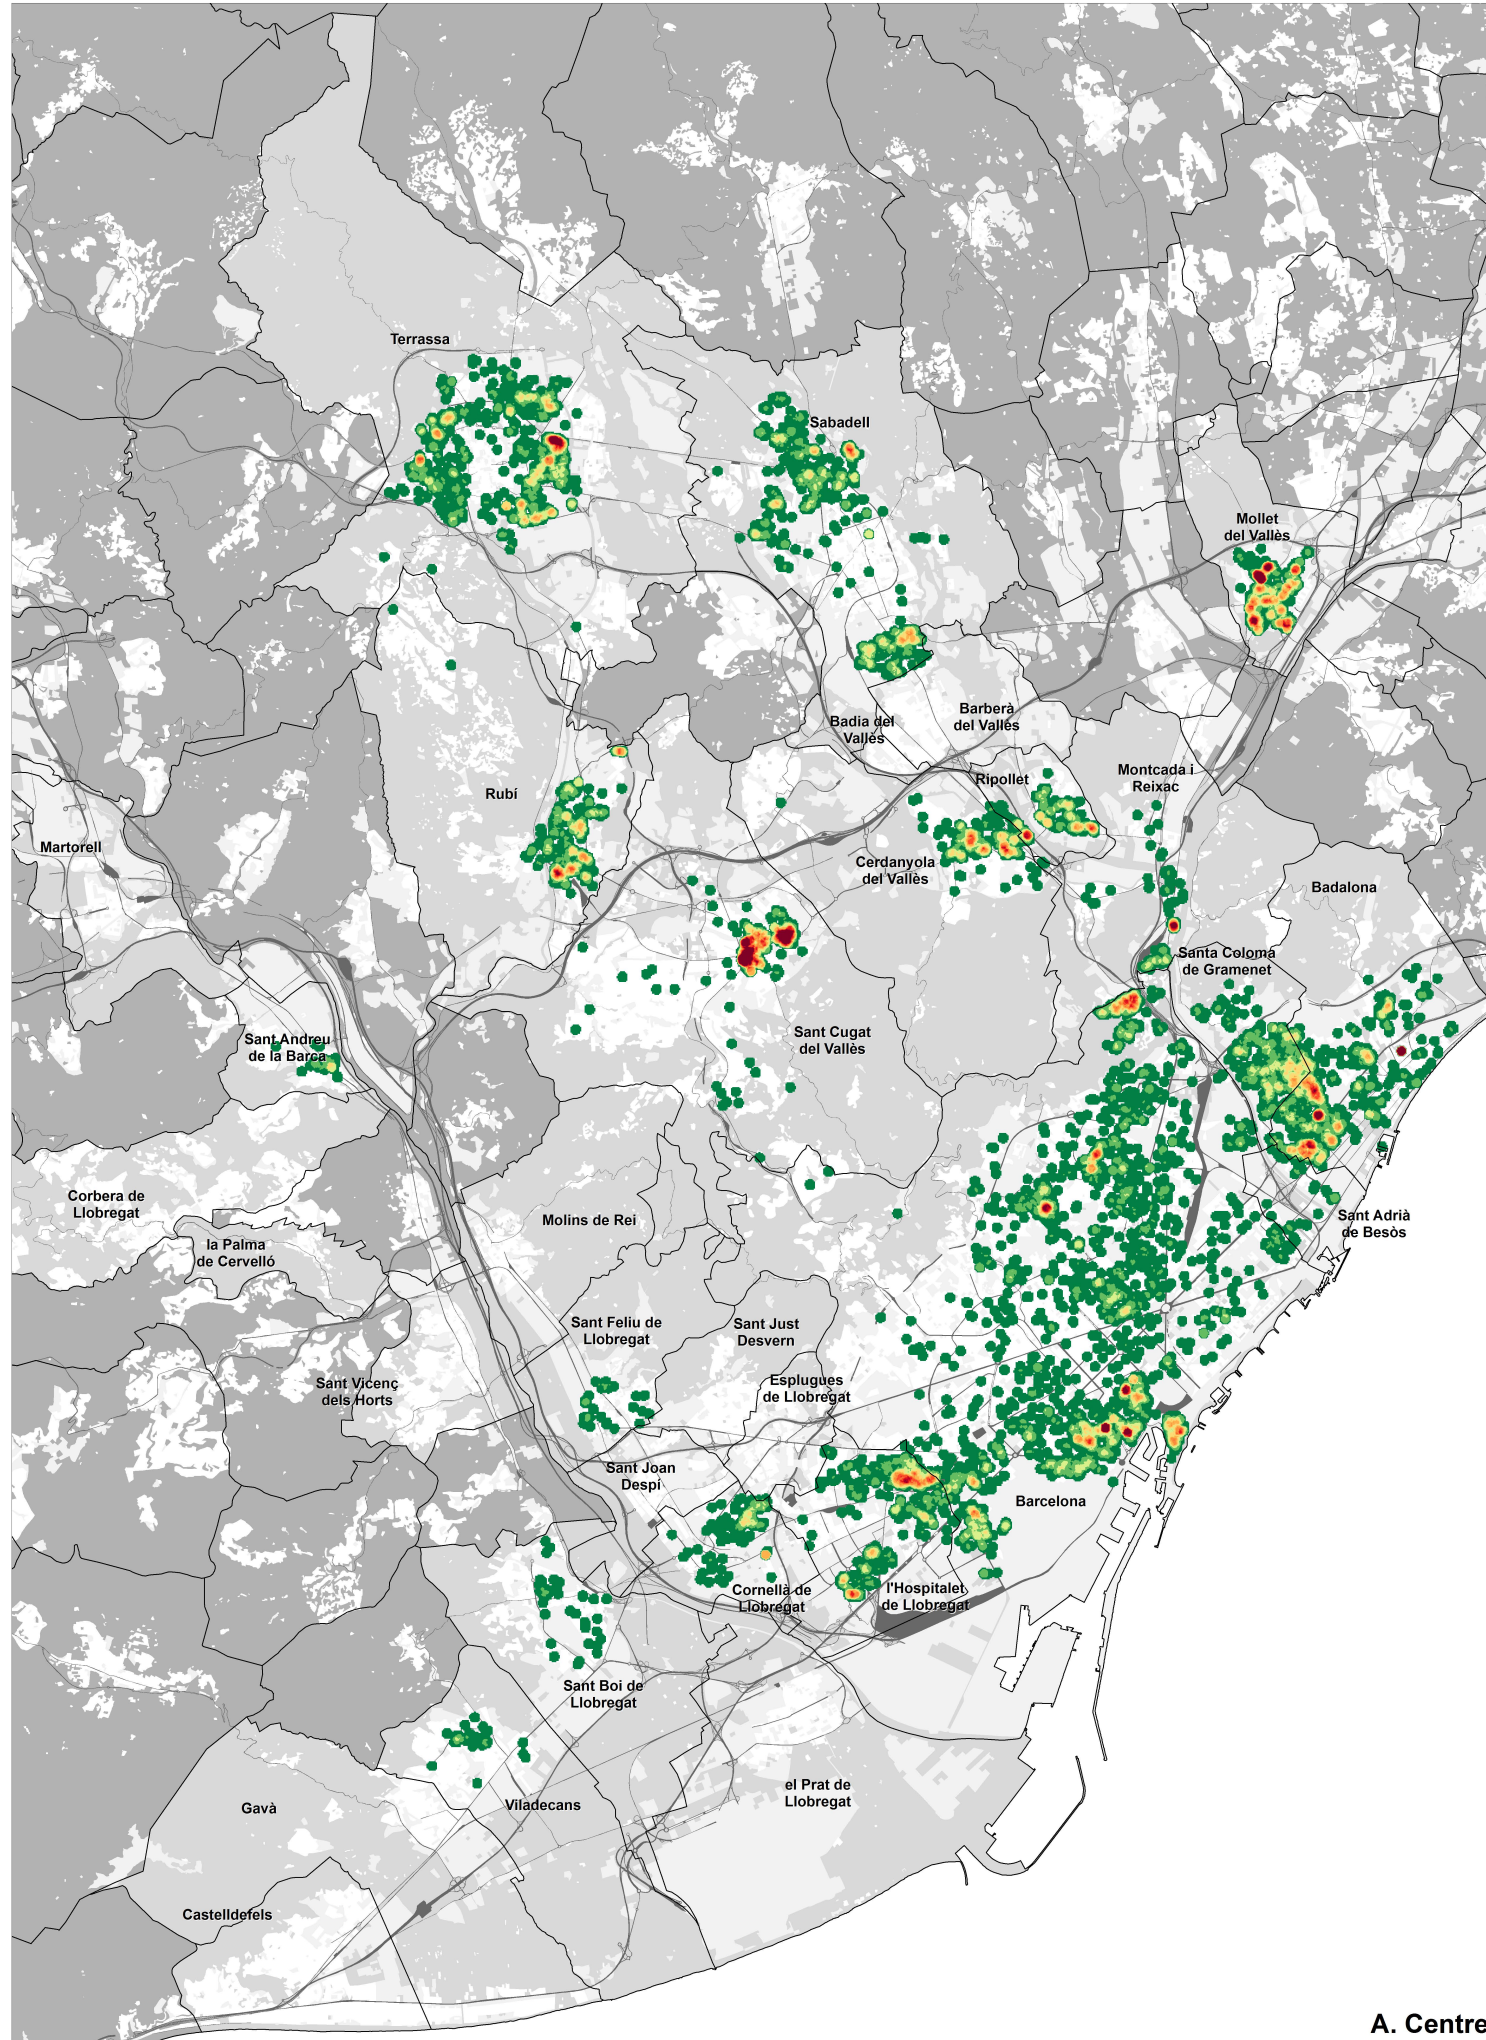 Terrassa
Sabadell
Mollet
del Vallès
Badia del
Vallès
Barberà
del Vallès
Ripollet
Montcada i
Reixac
Rubí
Martorell
Cerdanyola
del Vallès
Badalona
Santa Coloma
de Gramenet
Sant Andreu
de la Barca
Sant Cugat
del Vallès
Corbera de
Llobregat
la Palma
de Cervelló
Molins de Rei
Sant Adrià
de Besòs
Sant Feliu de
Llobregat
Sant Just
Desvern
Sant Vicenç
dels Horts
Esplugues
de Llobregat
Sant Joan
Despí
Barcelona
Cornellà de
Llobregat
l'Hospitalet
de Llobregat
Sant Boi de
Llobregat
el Prat de
Llobregat
Viladecans
Gavà
Castelldefels
A. Centre